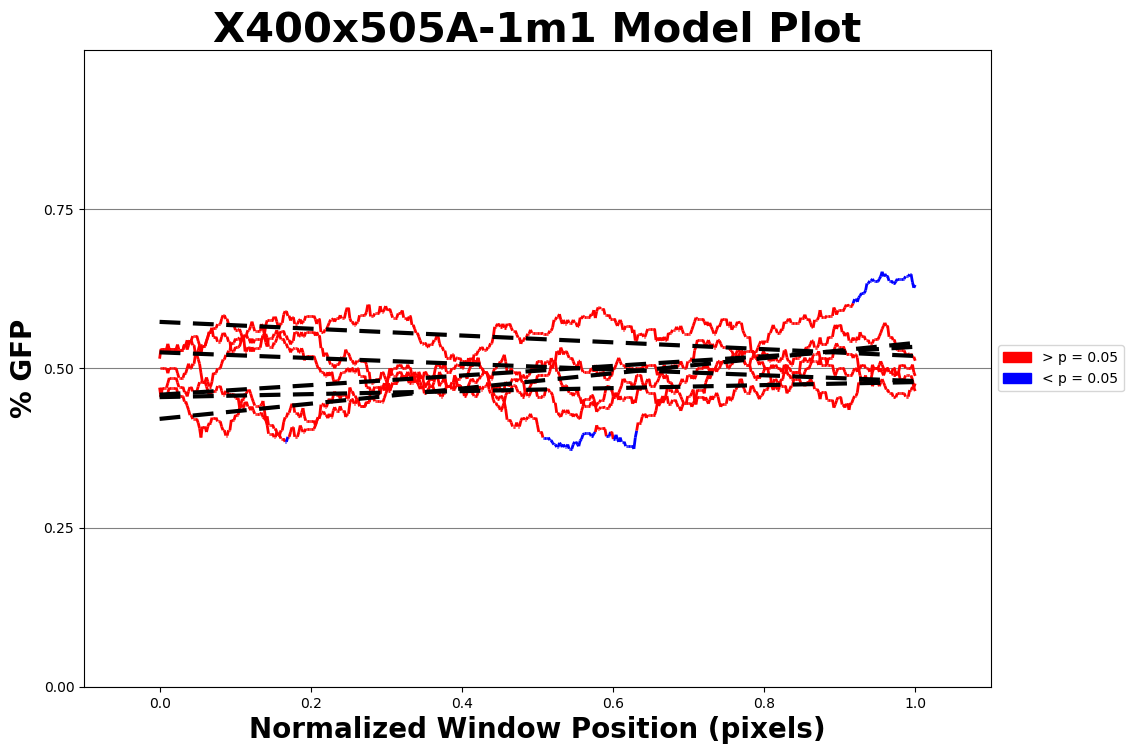 X400x505A-1m1 Model Plot
% GFP
0.75
0.50
0.25
0.00
0.0 0.2 0.4 0.6 0.8 1.0
Normalized Window Position (pixels)
> p = 0.05
< p = 0.05